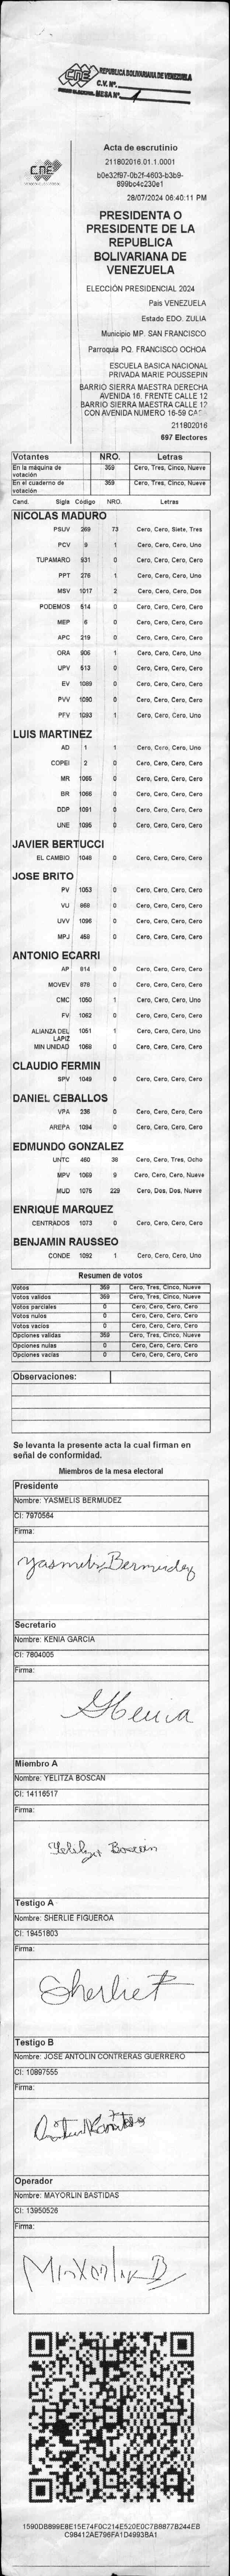 CNE
REPUBLICA BOLIVARIANA DE VENEZUELA
C.V. Nº.
MESA Nº 1
CNE
Acta de escrutinio
211802016.01.1.0001
b0e32f97-0b2f-4603-b3b9-
899bc4c230e1
28/07/2024 06:40:11 PM
PRESIDENTA O
PRESIDENTE DE LA
REPUBLICA
BOLIVARIANA DE
VENEZUELA
ELECCIÓN PRESIDENCIAL 2024
Pais VENEZUELA
Estado EDO. ZULIA
Municipio MP. SAN FRANCISCO
Parroquia PQ. FRANCISCO OCHOA
ESCUELA BASICA NACIONAL
PRIVADA MARIE POUSSEPIN
BARRIO SIERRA MAESTRA DERECHA
AVENIDA 16. FRENTE CALLE 12
BARRIO SIERRA MAESTRA CALLE 12
CON AVENIDA NUMERO 16-59
211802016
697 Electores
Votantes NRO. Letras
En la máquina de votación 359 Cero, Tres, Cinco, Nueve
En el cuaderno de votación 359 Cero, Tres, Cinco, Nueve
Cand. Sigla Código NRO. Letras
NICOLAS MADURO
PSUV 269 73 Cero, Cero, Siete, Tres
PCV 9 1 Cero, Cero, Cero, Uno
TUPAMARO 931 0 Cero, Cero, Cero, Cero
PPT 276 1 Cero, Cero, Cero, Uno
MSV 1017 2 Cero, Cero, Cero, Dos
PODEMOS 514 0 Cero, Cero, Cero, Cero
MEP 6 0 Cero, Cero, Cero, Cero
APC 219 0 Cero, Cero, Cero, Cero
ORA 906 1 Cero, Cero, Cero, Uno
UPV 513 0 Cero, Cero, Cero, Cero
EV 1089 0 Cero, Cero, Cero, Cero
PVV 1090 0 Cero, Cero, Cero, Cero
PFV 1093 1 Cero, Cero, Cero, Uno
LUIS MARTINEZ
AD 1 1 Cero, Cero, Cero, Uno
COPEI 2 0 Cero, Cero, Cero, Cero
MR 1065 0 Cero, Cero, Cero, Cero
BR 1066 0 Cero, Cero, Cero, Cero
DDP 1091 0 Cero, Cero, Cero, Cero
UNE 1095 0 Cero, Cero, Cero, Cero
JAVIER BERTUCCI
EL CAMBIO 1048 0 Cero, Cero, Cero, Cero
JOSE BRITO
PV 1053 0 Cero, Cero, Cero, Cero
VU 869 0 Cero, Cero, Cero, Cero
UVV 1096 0 Cero, Cero, Cero, Cero
MPJ 459 0 Cero, Cero, Cero, Cero
ANTONIO ECARRI
AP 814 0 Cero, Cero, Cero, Cero
MOVEV 878 0 Cero, Cero, Cero, Cero
CMC 1050 1 Cero, Cero, Cero, Uno
FV 1062 0 Cero, Cero, Cero, Cero
ALIANZA DEL LAPIZ 1051 1 Cero, Cero, Cero, Uno
MIN UNIDAD 1068 0 Cero, Cero, Cero, Cero
CLAUDIO FERMIN
SPV 1049 0 Cero, Cero, Cero, Cero
DANIEL CEBALLOS
VPA 236 0 Cero, Cero, Cero, Cero
AREPA 1094 0 Cero, Cero, Cero, Cero
EDMUNDO GONZALEZ
UNTC 460 38 Cero, Cero, Tres, Ocho
MPV 1069 9 Cero, Cero, Cero, Nueve
MUD 1075 229 Cero, Dos, Dos, Nueve
ENRIQUE MARQUEZ
CENTRADOS 1073 0 Cero, Cero, Cero, Cero
BENJAMIN RAUSSEO
CONDE 1092 1 Cero, Cero, Cero, Uno
Resumen de votos
Votos 359 Cero, Tres, Cinco, Nueve
Votos validos 359 Cero, Tres, Cinco, Nueve
Votos parciales 0 Cero, Cero, Cero, Cero
Votos nulos 0 Cero, Cero, Cero, Cero
Votos vacios 0 Cero, Cero, Cero, Cero
Opciones validas 359 Cero, Tres, Cinco, Nueve
Opciones nulas 0 Cero, Cero, Cero, Cero
Opciones vacias 0 Cero, Cero, Cero, Cero
Observaciones:
Se levanta la presente acta la cual firman en
señal de conformidad.
Miembros de la mesa electoral
Presidente
Nombre: YASMELIS BERMUDEZ
CI: 7970564
Firma:
Yasmelis Bermudez
Secretario
Nombre: KENIA GARCIA
CI: 7804005
Firma:
Kenia
Miembro A
Nombre: YELITZA BOSCAN
CI: 14116517
Firma:
Yelitza Boscan
Testigo A
Nombre: SHERLIE FIGUEROA
CI: 19451803
Firma:
Sherlie F
Testigo B
Nombre: JOSE ANTOLIN CONTRERAS GUERRERO
CI: 10897555
Firma:
Operador
Nombre: MAYORLIN BASTIDAS
CI: 13950526
Firma:
Mayorlin B
1590DB899E8E15E74F0C214E520E0C7B8877B244EB
C98412AE796FA1D4993BA1